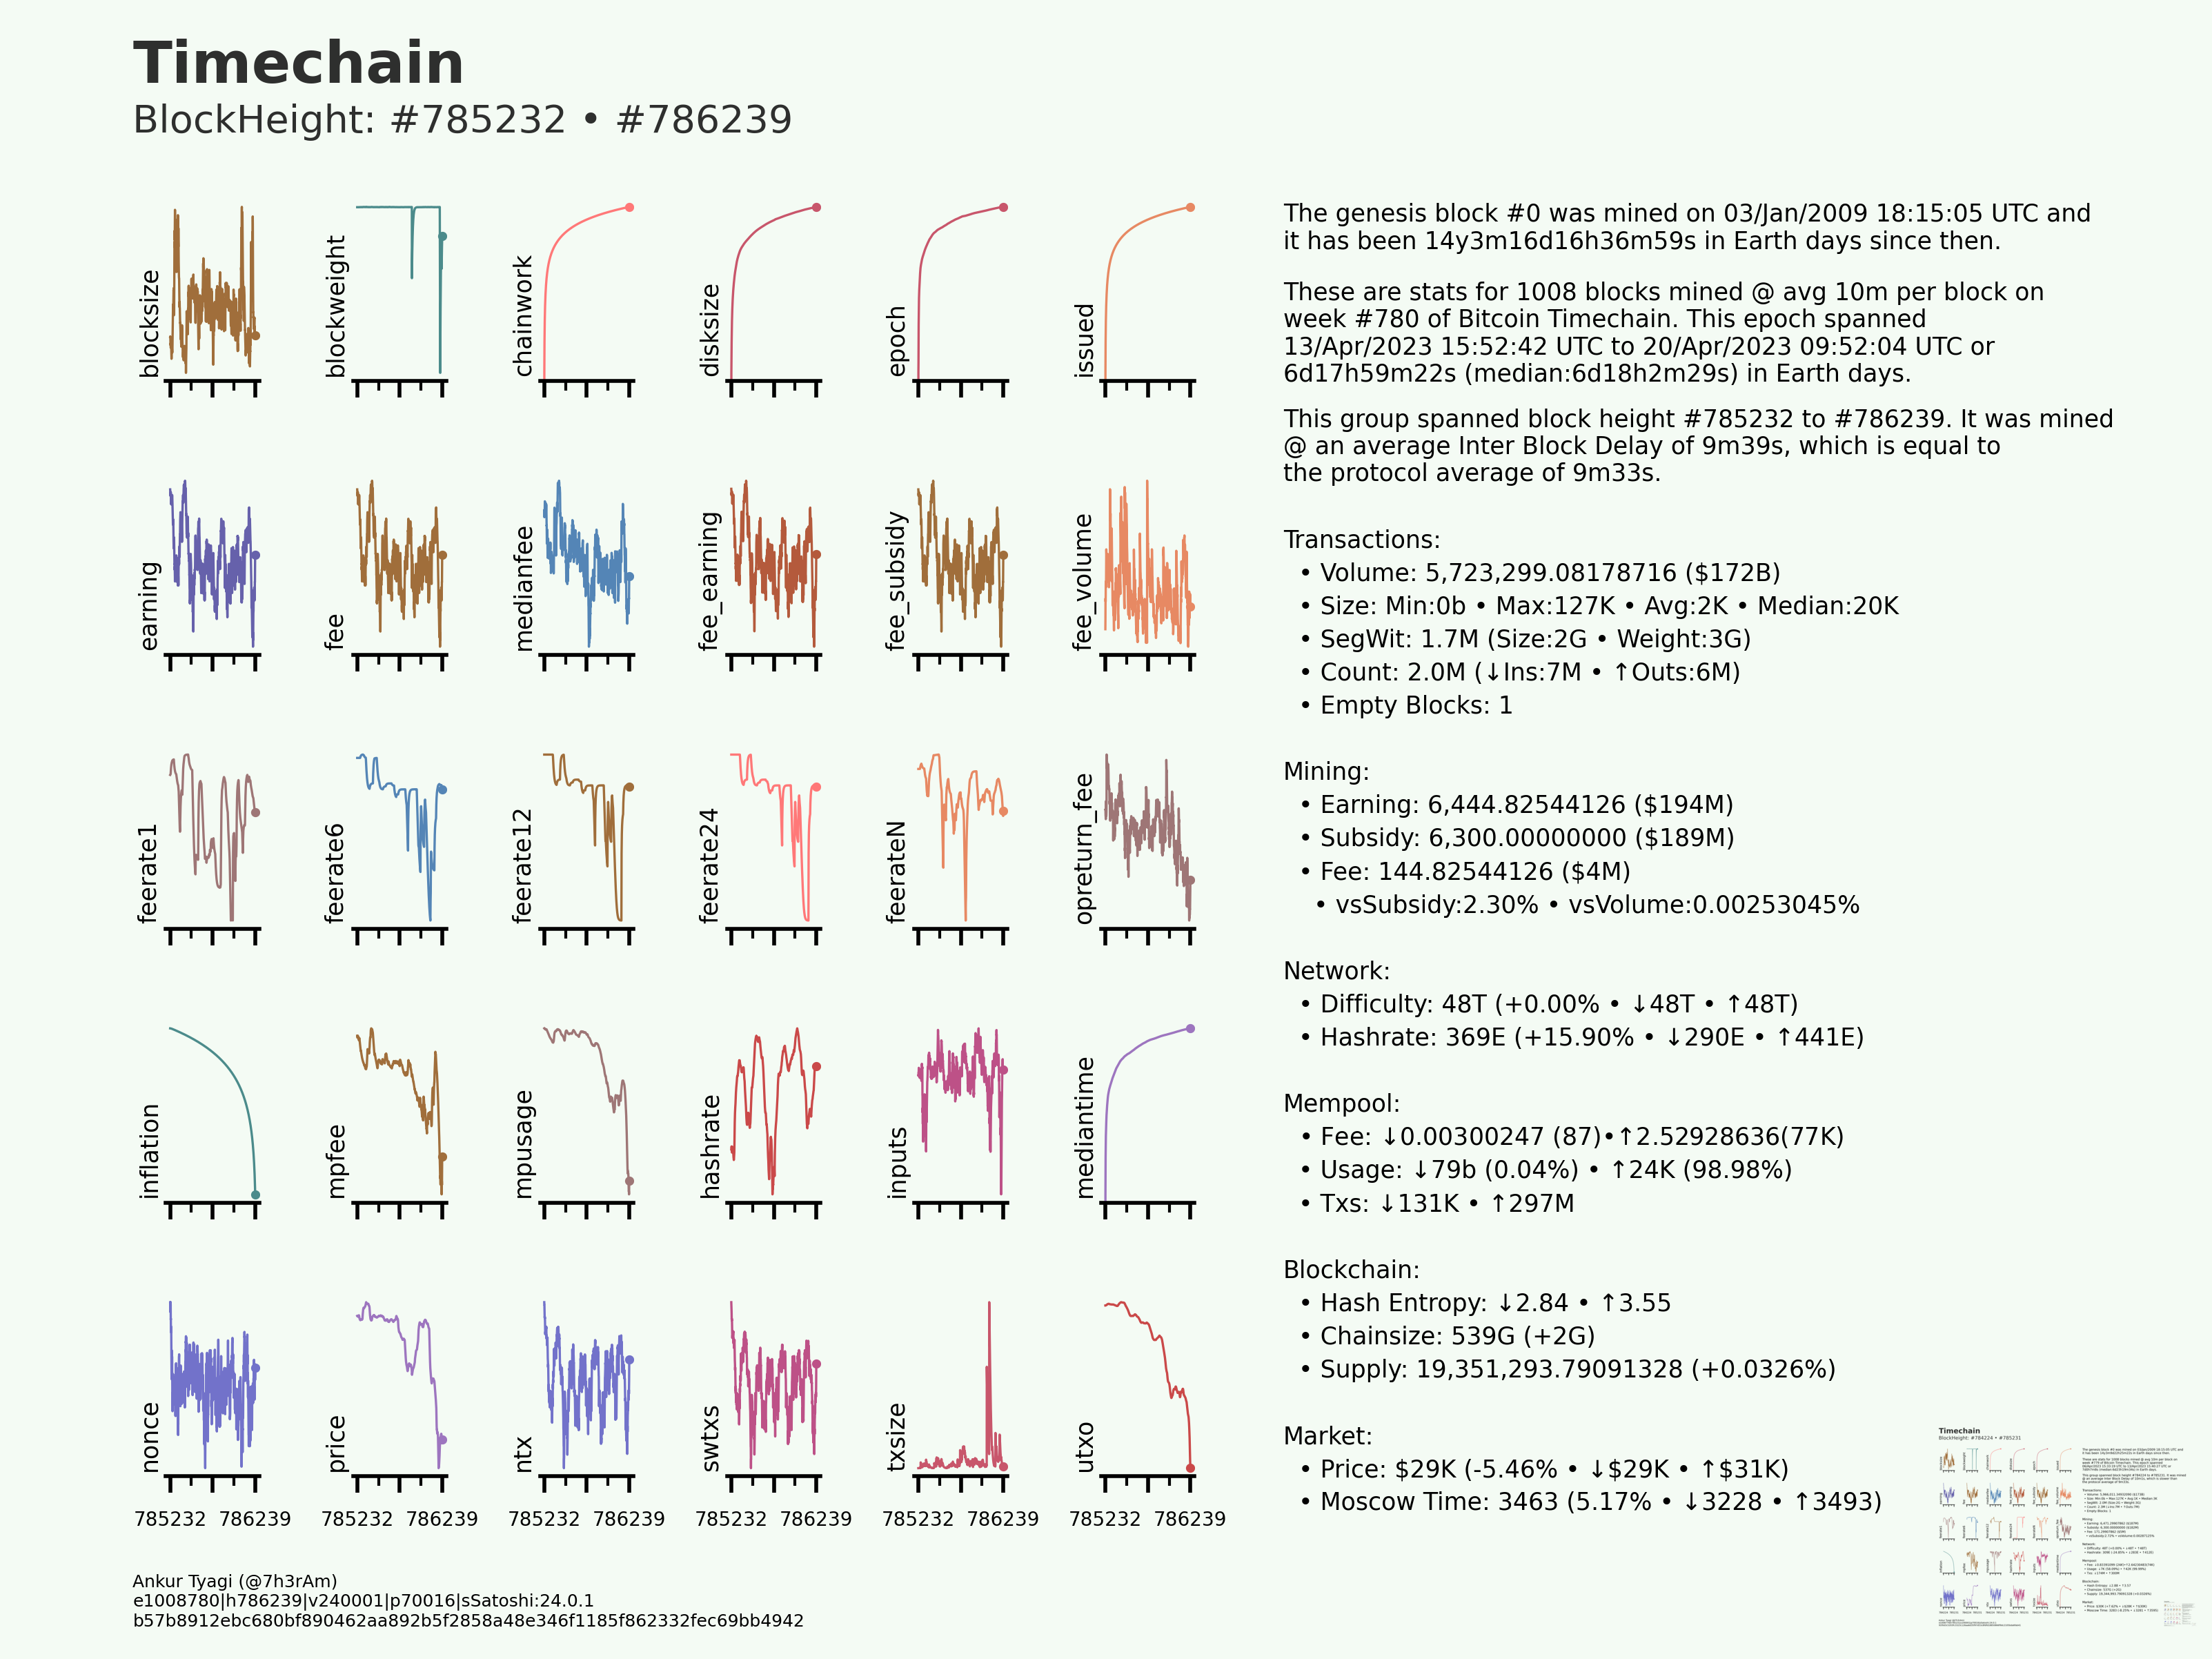 Timechain
BlockHeight: #785232 • #786239
blocksize
blockweight
chainwork
disksize
epoch
issued
earning
fee
medianfee
fee_earning
fee_subsidy
fee_volume
feerate1
feerate6
feerate12
feerate24
feerateN
opreturn_fee
inflation
mpfee
mpusage
hashrate
inputs
mediantime
nonce
price
ntx
swtxs
txsize
utxo
785232 786239 785232 786239 785232 786239 785232 786239 785232 786239 785232 786239
The genesis block #0 was mined on 03/Jan/2009 18:15:05 UTC and
it has been 14y3m16d16h36m59s in Earth days since then.
These are stats for 1008 blocks mined @ avg 10m per block on
week #780 of Bitcoin Timechain. This epoch spanned
13/Apr/2023 15:52:42 UTC to 20/Apr/2023 09:52:04 UTC or
6d17h59m22s (median:6d18h2m29s) in Earth days.
This group spanned block height #785232 to #786239. It was mined
@ an average Inter Block Delay of 9m39s, which is equal to
the protocol average of 9m33s.
Transactions:
• Volume: 5,723,299.08178716 ($172B)
• Size: Min:0b • Max:127K • Avg:2K • Median:20K
• SegWit: 1.7M (Size:2G • Weight:3G)
• Count: 2.0M (↓Ins:7M • ↑Outs:6M)
• Empty Blocks: 1
Mining:
• Earning: 6,444.82544126 ($194M)
• Subsidy: 6,300.00000000 ($189M)
• Fee: 144.82544126 ($4M)
• vsSubsidy:2.30% • vsVolume:0.00253045%
Network:
• Difficulty: 48T (+0.00% • ↓48T • ↑48T)
• Hashrate: 369E (+15.90% • ↓290E • ↑441E)
Mempool:
• Fee: ↓0.00300247 (87)•↑2.52928636(77K)
• Usage: ↓79b (0.04%) • ↑24K (98.98%)
• Txs: ↓131K • ↑297M
Blockchain:
• Hash Entropy: ↓2.84 • ↑3.55
• Chainsize: 539G (+2G)
• Supply: 19,351,293.79091328 (+0.0326%)
Market:
• Price: $29K (-5.46% • ↓$29K • ↑$31K)
• Moscow Time: 3463 (5.17% • ↓3228 • ↑3493)
Ankur Tyagi (@7h3rAm)
e1008780|h786239|v240001|p70016|sSatoshi:24.0.1
b57b8912ebc680bf890462aa892b5f2858a48e346f1185f862332fec69bb4942
Timechain
BlockHeight: #784224 • #785231